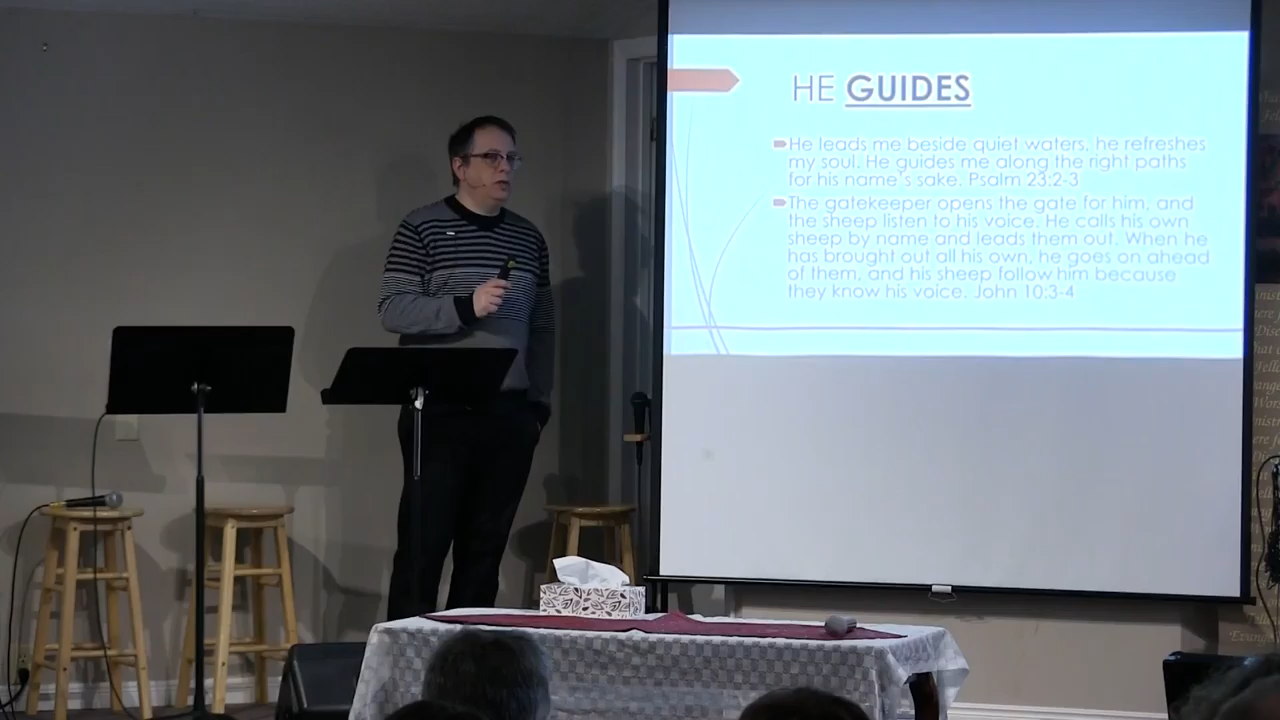 HE GUIDES
He leads me beside quiet waters, he refreshes
my soul. He guides me along the right paths
for his name's sake. Psalm 23:2-3
The gatekeeper opens the gate for him, and
the sheep listen to his voice. He calls his own
sheep by name and leads them out. When he
has brought out all his own, he goes on ahead
of them, and his sheep follow him because
they know his voice. John 10:3-4